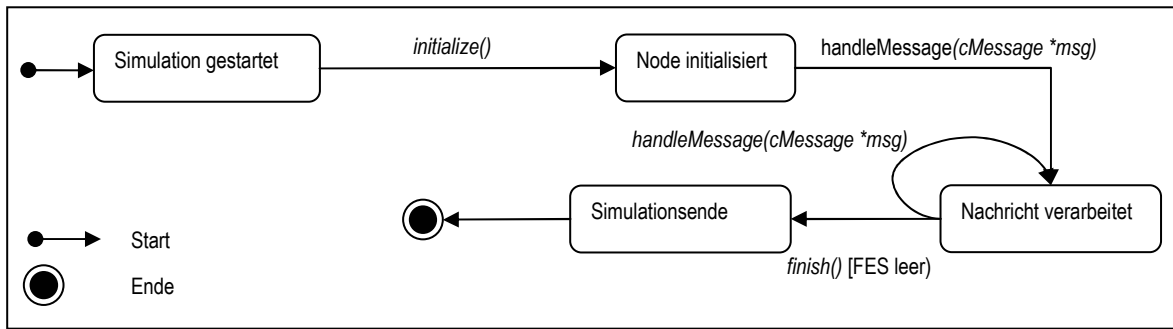 Simulation gestartet
initialize()
Node initialisiert
handleMessage(cMessage *msg)
handleMessage(cMessage *msg)
Simulationsende
Nachricht verarbeitet
Start
finish() [FES leer)
Ende